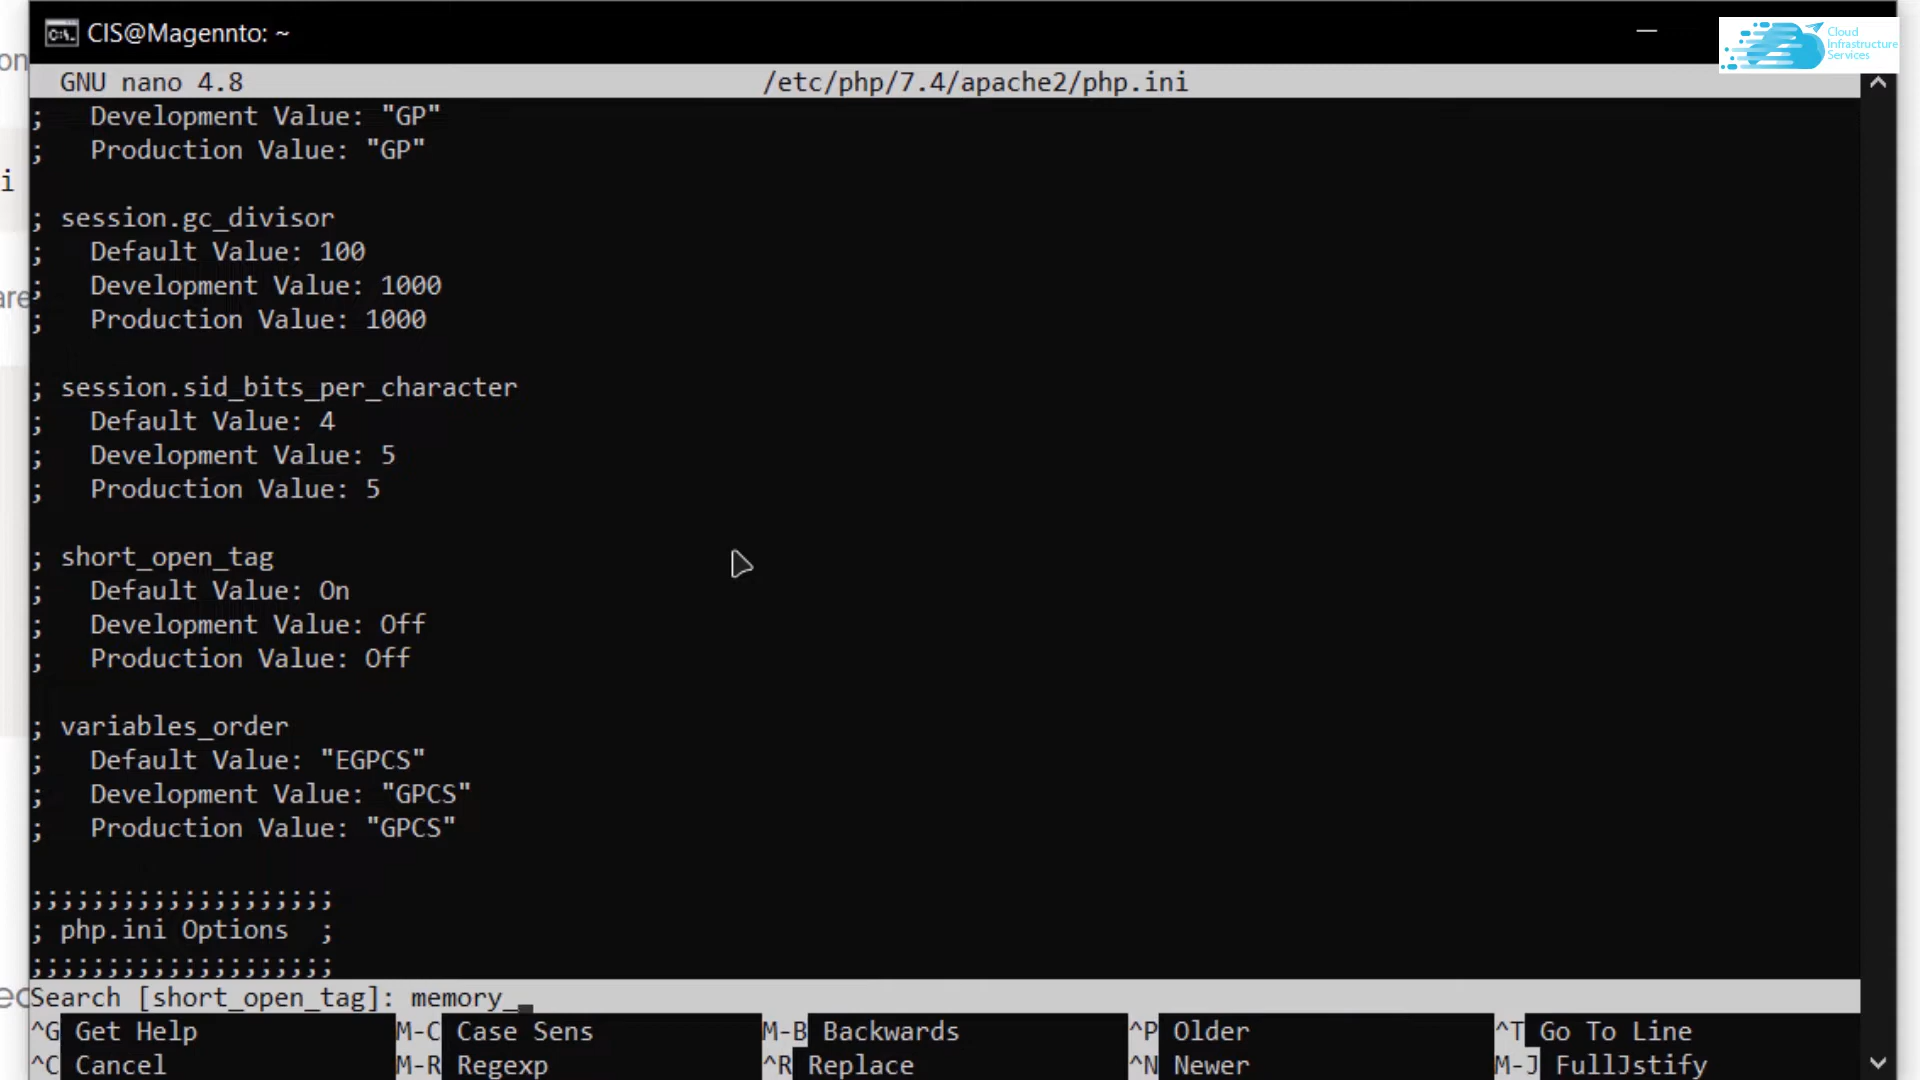 CIS@Magennto: ~
Cloud
Infrastructure
Services
GNU nano 4.8 /etc/php/7.4/apache2/php.ini
;   Development Value: "GP"
;   Production Value: "GP"
; session.gc_divisor
;   Default Value: 100
;   Development Value: 1000
;   Production Value: 1000
; session.sid_bits_per_character
;   Default Value: 4
;   Development Value: 5
;   Production Value: 5
; short_open_tag
;   Default Value: On
;   Development Value: Off
;   Production Value: Off
; variables_order
;   Default Value: "EGPCS"
;   Development Value: "GPCS"
;   Production Value: "GPCS"
;;;;;;;;;;;;;;;;;;;;
; php.ini Options  ;
;;;;;;;;;;;;;;;;;;;;
Search [short_open_tag]: memory_
^G Get Help M-C Case Sens M-B Backwards ^P Older ^T Go To Line
^C Cancel M-R Regexp ^R Replace ^N Newer M-J FullJstify